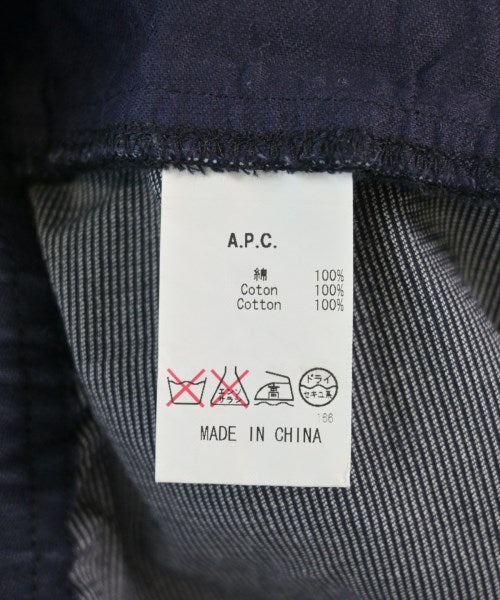 A.P.C.
綿 100%
Coton 100%
Cotton 100%
エンソ サラシ 高 ドライ セキユ系
166
MADE IN CHINA